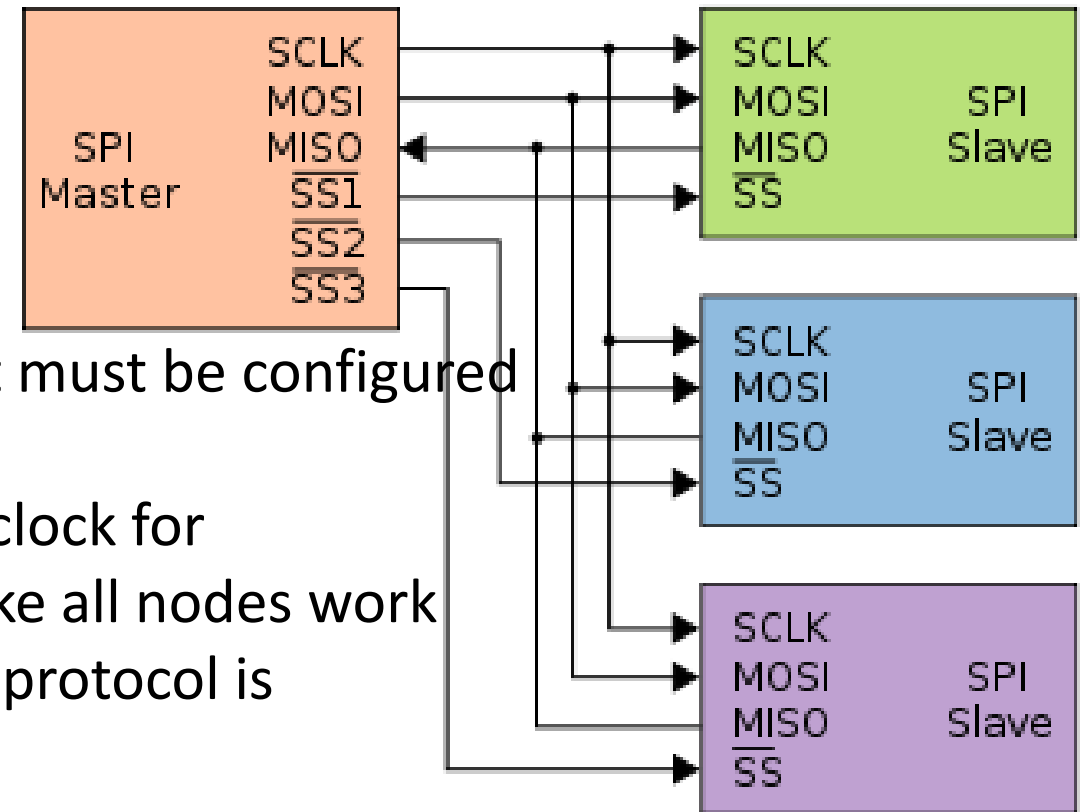 SCLK
MOSI
MISO
SS1
SS2
SS3
SPI
Master
SCLK
MOSI
MISO
SS
SPI
Slave
SCLK
MOSI
MISO
SS
SPI
Slave
SCLK
MOSI
MISO
SS
SPI
Slave
must be configured
clock for
all nodes work
protocol is